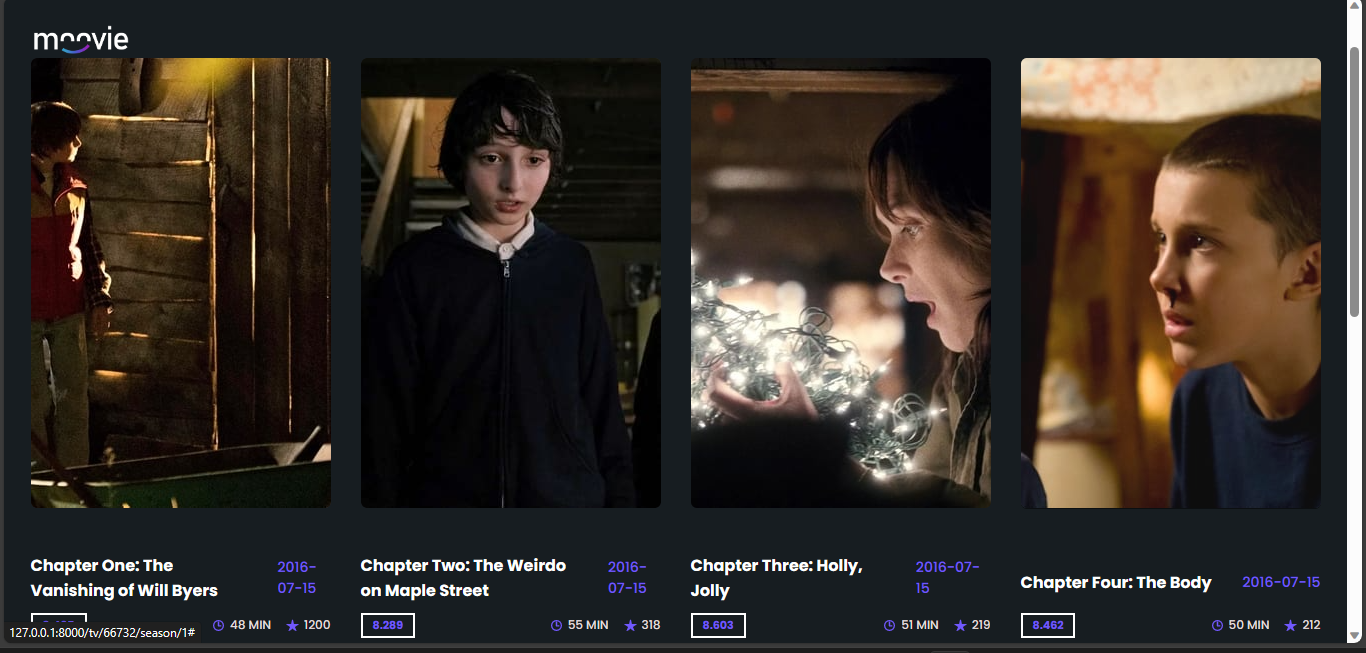 moovie
Chapter One: The
Vanishing of Will Byers
2016-
07-15
48 MIN
1200
Chapter Two: The Weirdo
on Maple Street
2016-
07-15
8.289
55 MIN
318
Chapter Three: Holly,
Jolly
2016-07-
15
8.603
51 MIN
219
Chapter Four: The Body
2016-07-15
8.462
50 MIN
212
127.0.0.1:8000/tv/66732/season/1#